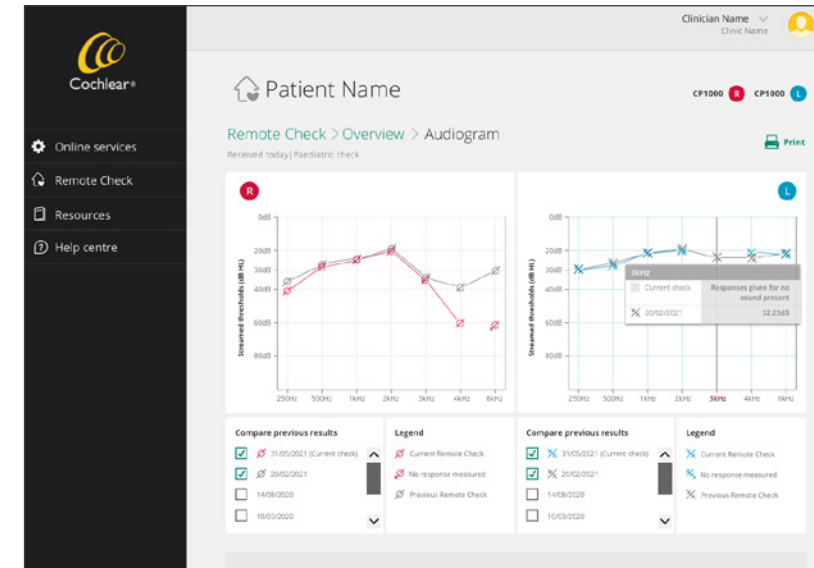 Clinician Name
Clinic Name
Cochlear®
Patient Name
CP1000 R CP1000 L
Online services
Remote Check
Resources
Help centre
Remote Check > Overview > Audiogram
Print
Received today|Paediatric check
R
Streamed thresholds (dB HL)
0dB
20dB
30dB
40dB
60dB
80dB
250Hz 500Hz 1kHz 2kHz 3kHz 4kHz 6kHz
L
Streamed thresholds (dB HL)
0dB
20dB
30dB
40dB
60dB
80dB
3kHz
Current check Responses given for no sound present
20/02/2021 32.23dB
250Hz 500Hz 1kHz 2kHz 3kHz 4kHz 6kHz
Compare previous results
31/05/2021 (Current check)
20/02/2021
14/08/2020
10/03/2020
Legend
Current Remote Check
No response measured
Previous Remote Check
Compare previous results
31/05/2021 (Current check)
20/02/2021
14/08/2020
10/03/2020
Legend
Current Remote Check
No response measured
Previous Remote Check